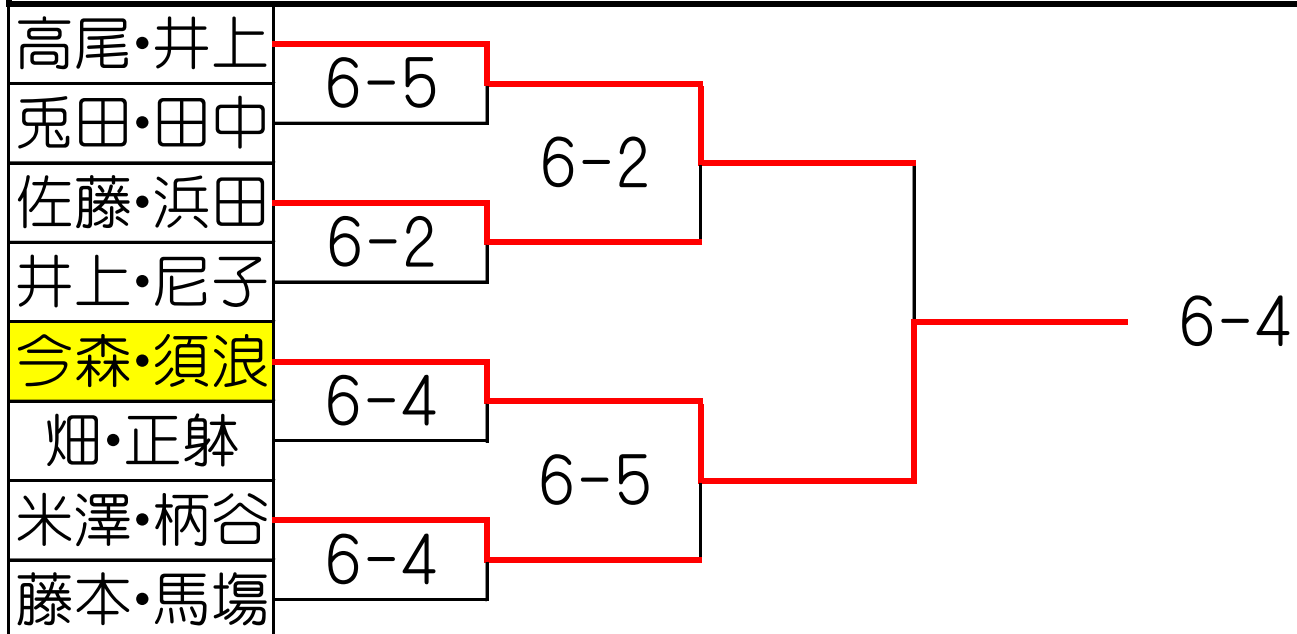 高尾・井上
6-5
兎田・田中
6-2
佐藤・浜田
6-2
井上・尼子
6-4
今森・須浪
6-4
畑・正躰
6-5
米澤・柄谷
6-4
藤本・馬塲